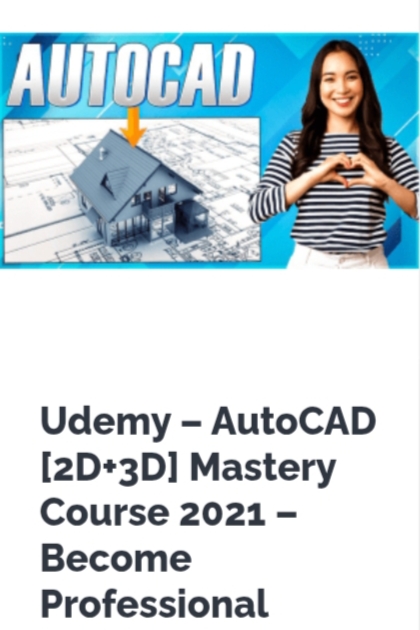 AUTOCAD
Udemy – AutoCAD
[2D+3D] Mastery
Course 2021 –
Become
Professional